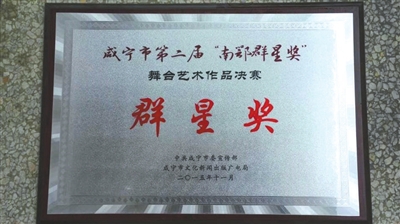 咸宁市第二届“南鄂群星奖”
舞台艺术作品决赛
群星奖
中共咸宁市委宣传部
咸宁市文化新闻出版广电局
二〇一五年十一月